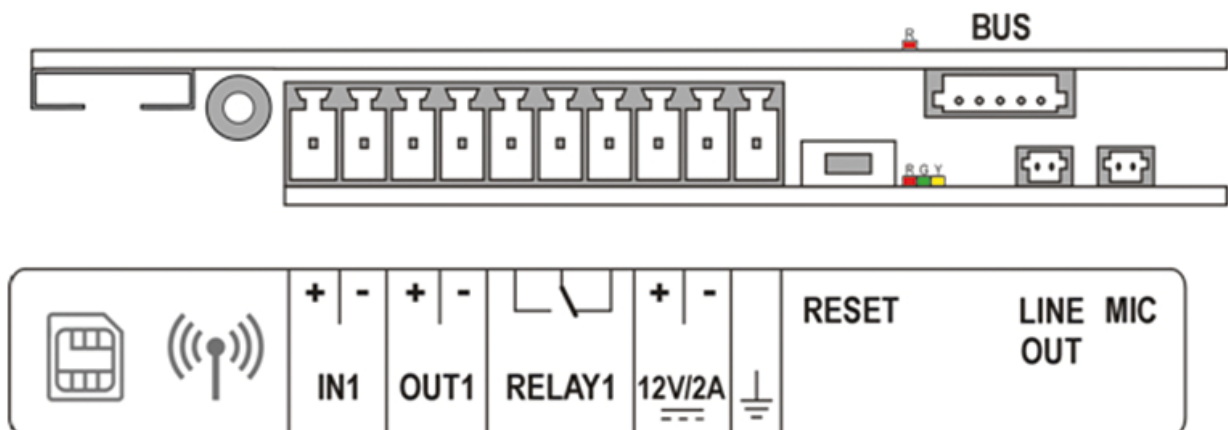 R
BUS
R G Y
+ - + - + -
RESET
LINE MIC
OUT
IN1 OUT1 RELAY1 12V/2A